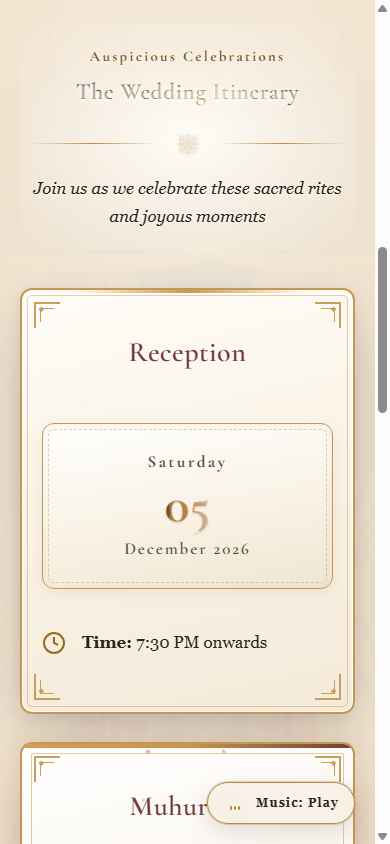 Auspicious Celebrations
The Wedding Itinerary
Join us as we celebrate these sacred rites
and joyous moments
Reception
Saturday
05
December 2026
Time: 7:30 PM onwards
Music: Play